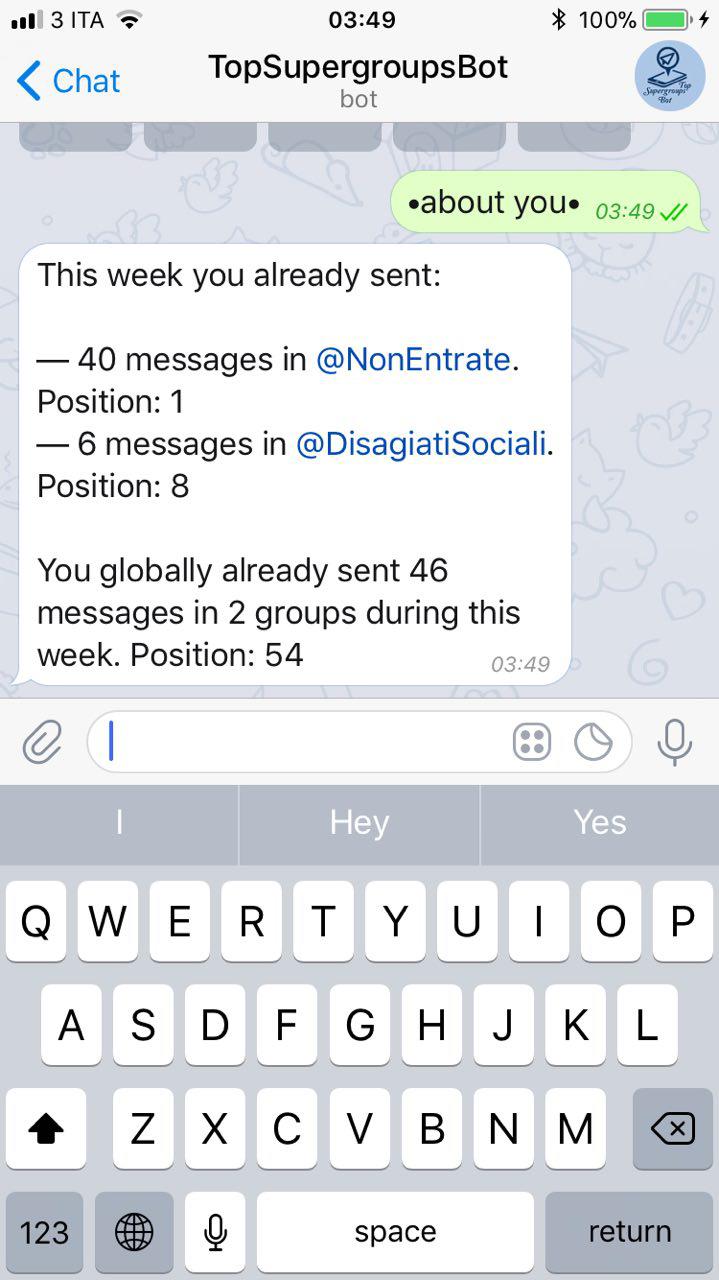 3 ITA 03:49 100%
Chat TopSupergroupsBot
bot
Top
Supergroups
Bot
•about you• 03:49
This week you already sent:
— 40 messages in @NonEntrate.
Position: 1
— 6 messages in @DisagiatiSociali.
Position: 8
You globally already sent 46
messages in 2 groups during this
week. Position: 54
03:49
I Hey Yes
Q W E R T Y U I O P
A S D F G H J K L
Z X C V B N M
123 space return